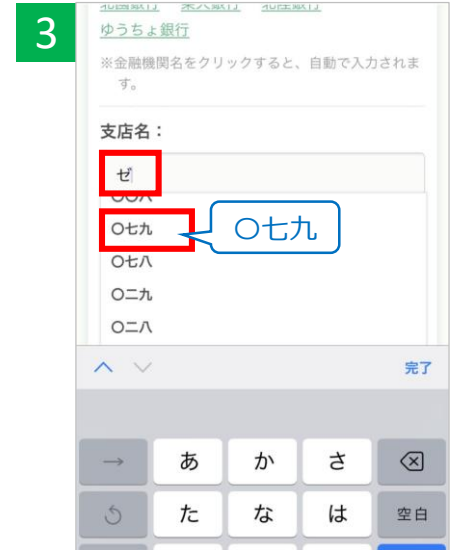 3
ゆうちょ銀行
※金融機関名をクリックすると、自動で入力されま
す。
支店名：
ゼ
〇〇八
〇七九
〇七九
〇七八
〇二九
〇二八
完了
→
あ
か
さ
た
な
は
空白